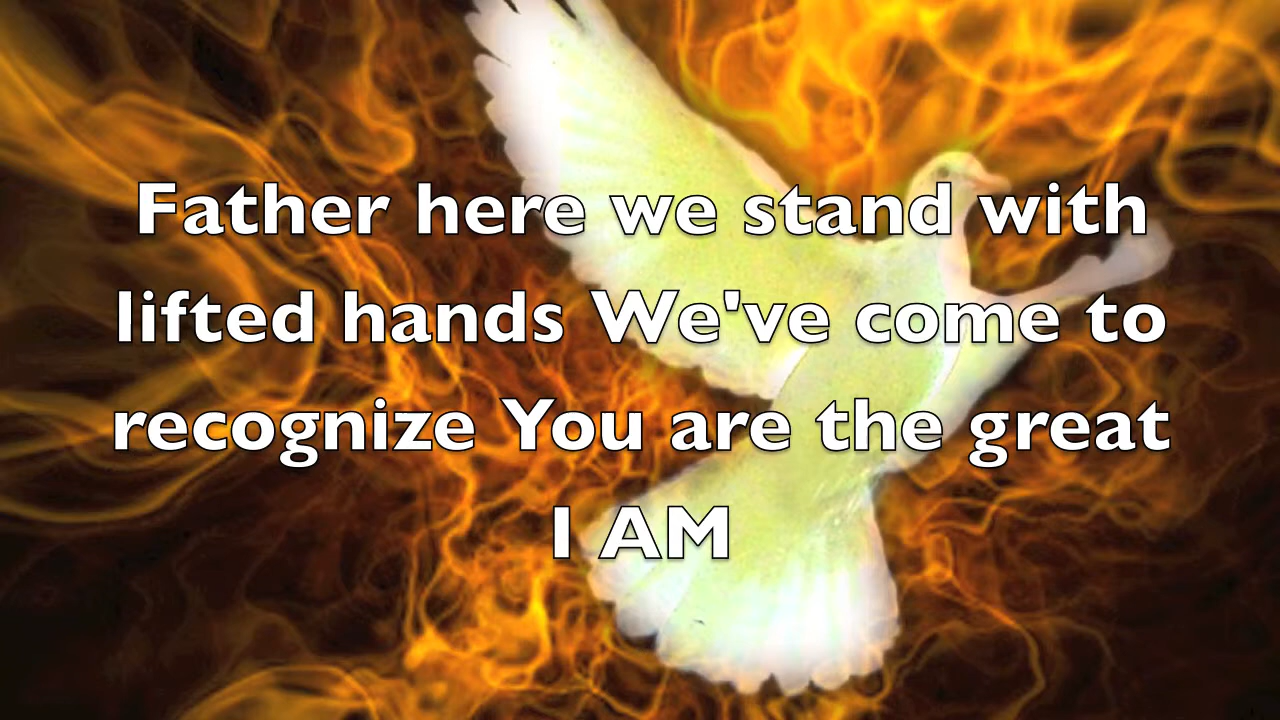 Father here we stand with
lifted hands We've come to
recognize You are the great
I AM